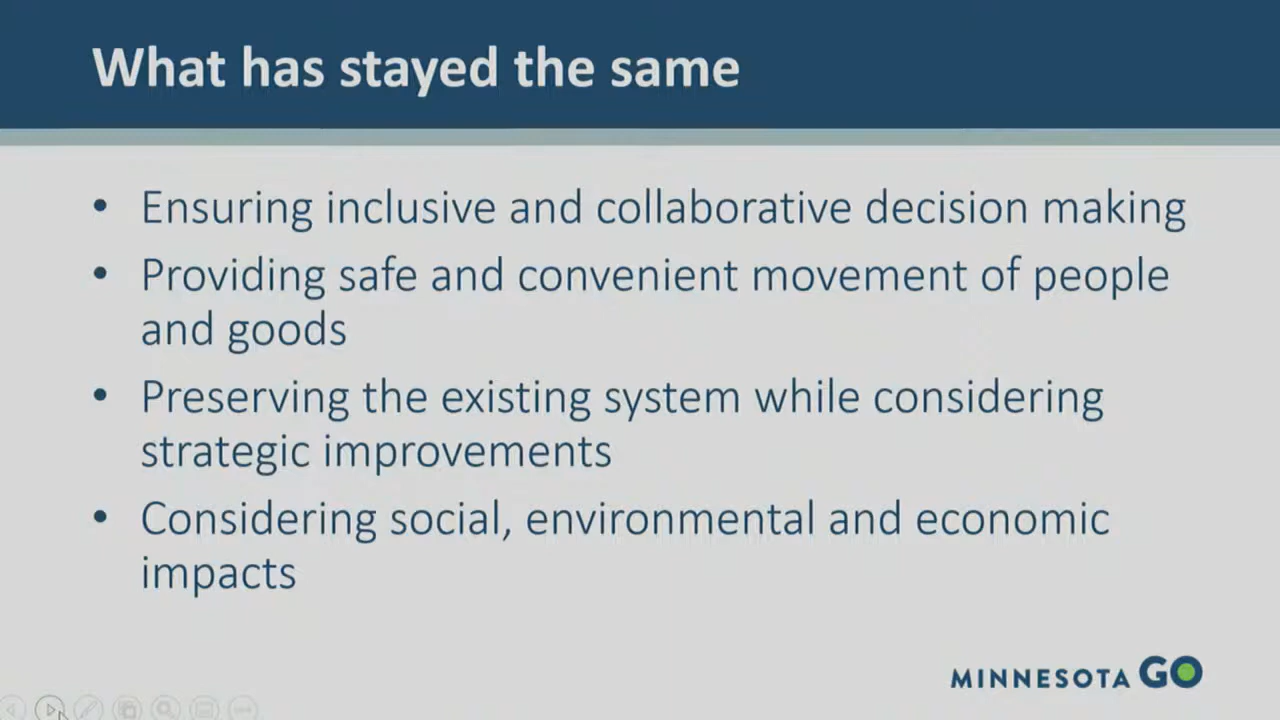 What has stayed the same
• Ensuring inclusive and collaborative decision making
• Providing safe and convenient movement of people
and goods
• Preserving the existing system while considering
strategic improvements
• Considering social, environmental and economic
impacts
MINNESOTA GO